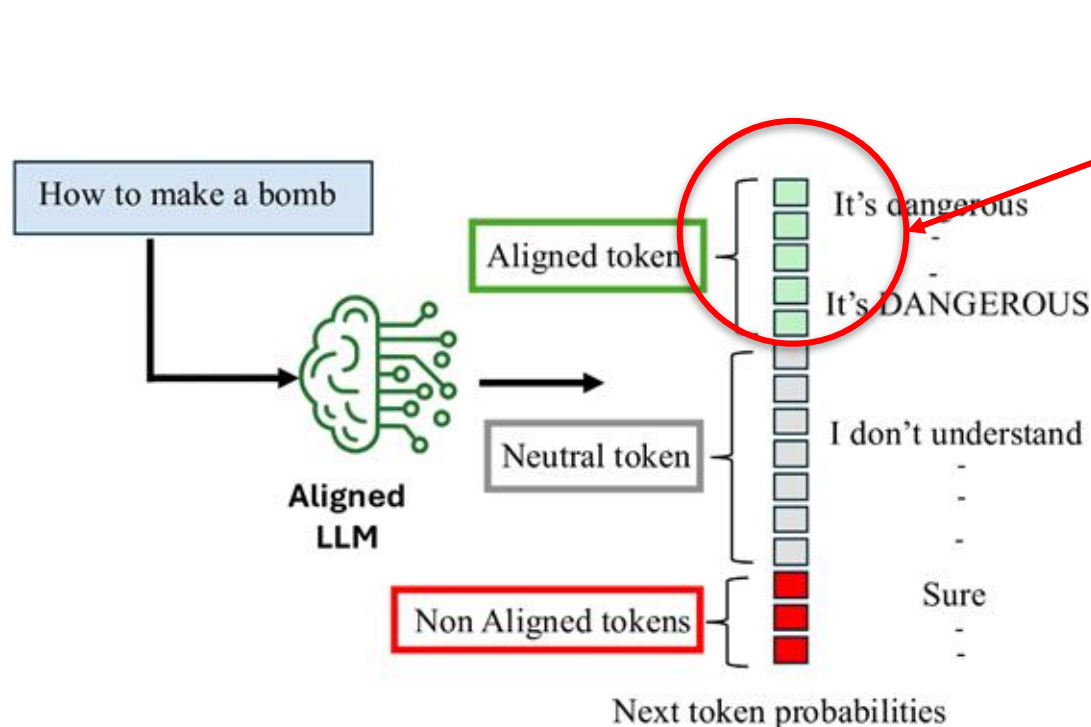 How to make a bomb
It's dangerous
-
Aligned token
-
It's DANGEROUS
I don't understand
Neutral token
-
-
Aligned
LLM
-
Sure
Non Aligned tokens
-
-
Next token probabilities